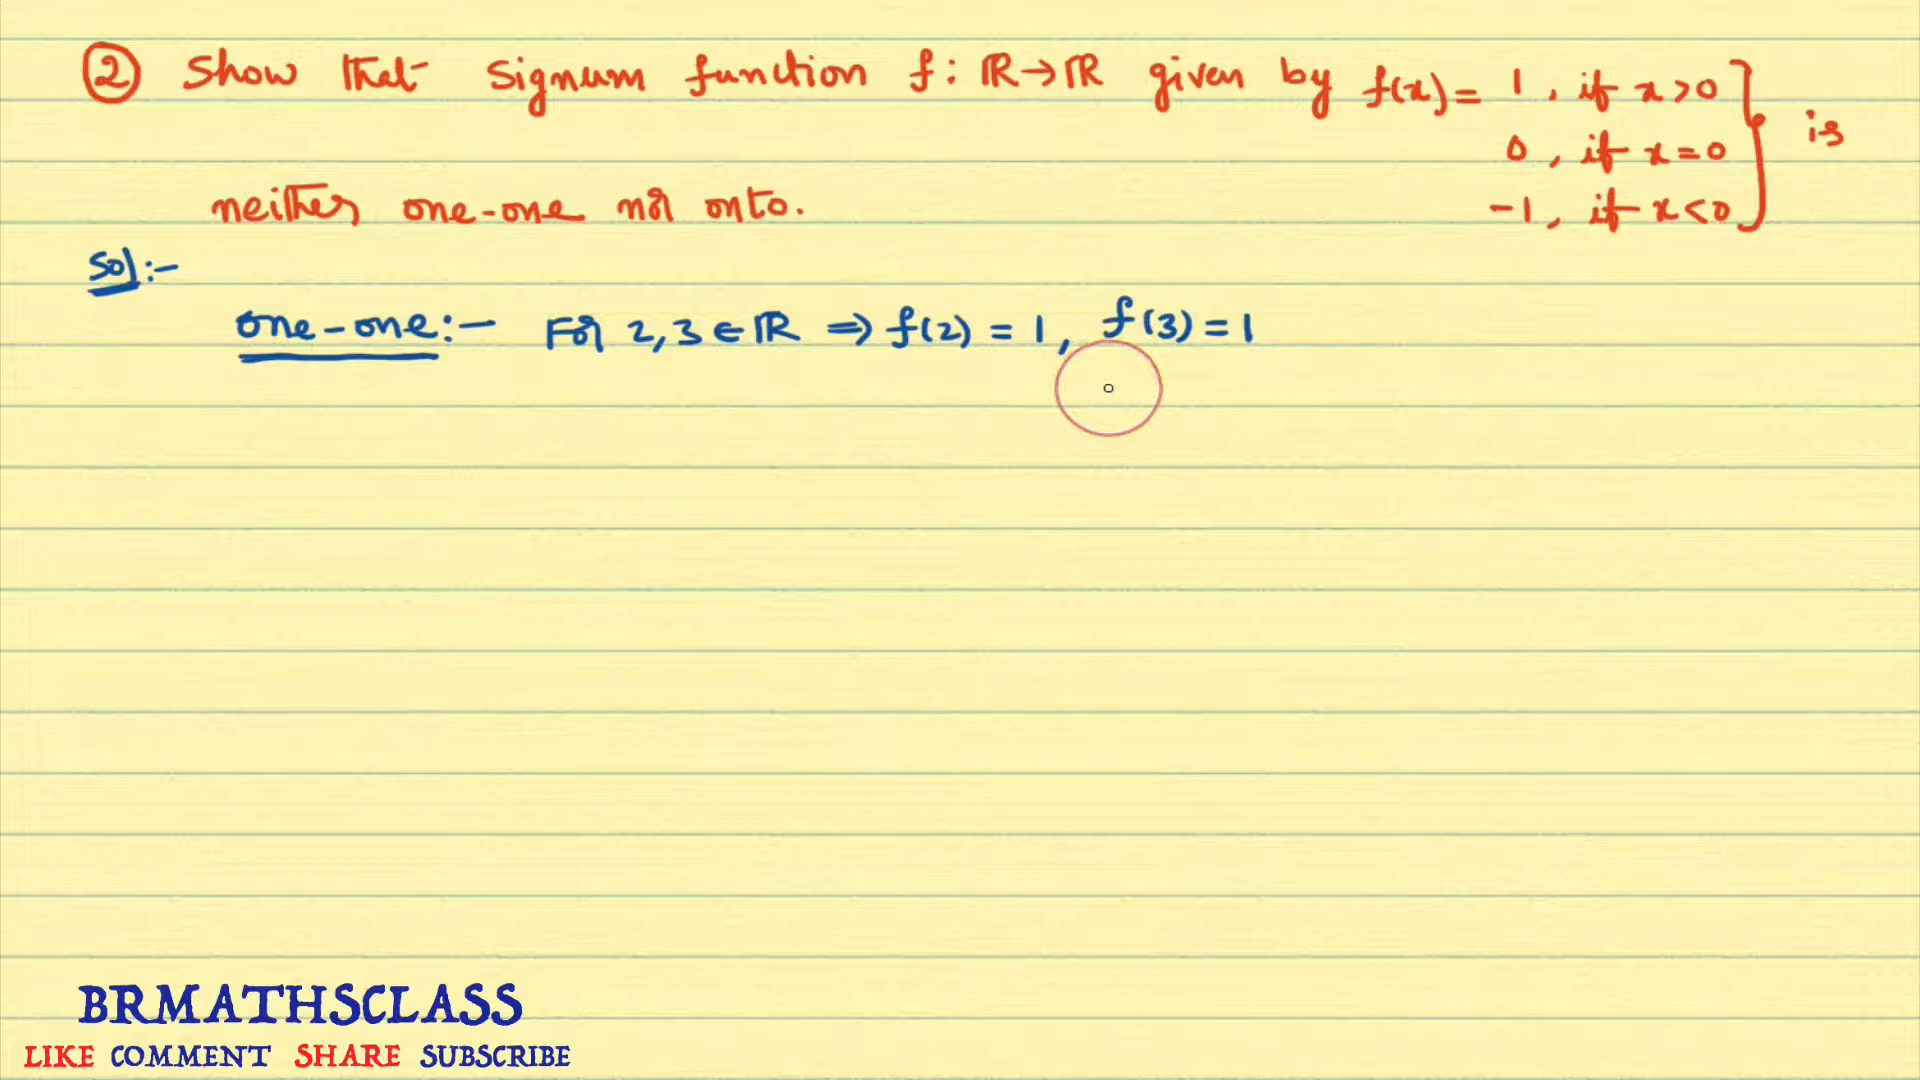 ② Show that Signum function f: ℝ→ℝ given by f(x) = 1, if x>0
0, if x=0 } is
-1, if x<0
neither one-one nor onto.
Sol:-
one-one:- For 2,3∈ℝ ⇒ f(2) = 1, f(3) = 1
BRMATHSCLASS
LIKE COMMENT SHARE SUBSCRIBE